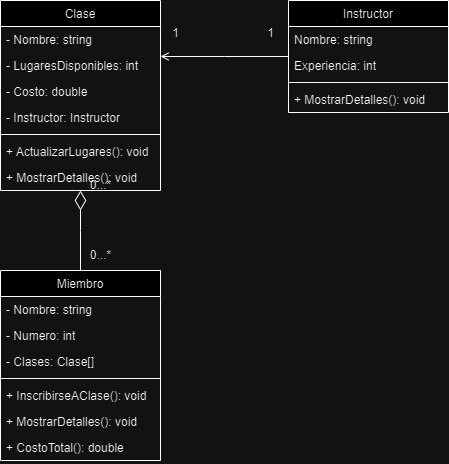 Clase
- Nombre: string
- LugaresDisponibles: int
- Costo: double
- Instructor: Instructor
+ ActualizarLugares(): void
+ MostrarDetalles(): void
1
1
Instructor
Nombre: string
Experiencia: int
+ MostrarDetalles(): void
0...*
0...*
Miembro
- Nombre: string
- Numero: int
- Clases: Clase[]
+ InscribirseAClase(): void
+ MostrarDetalles(): void
+ CostoTotal(): double